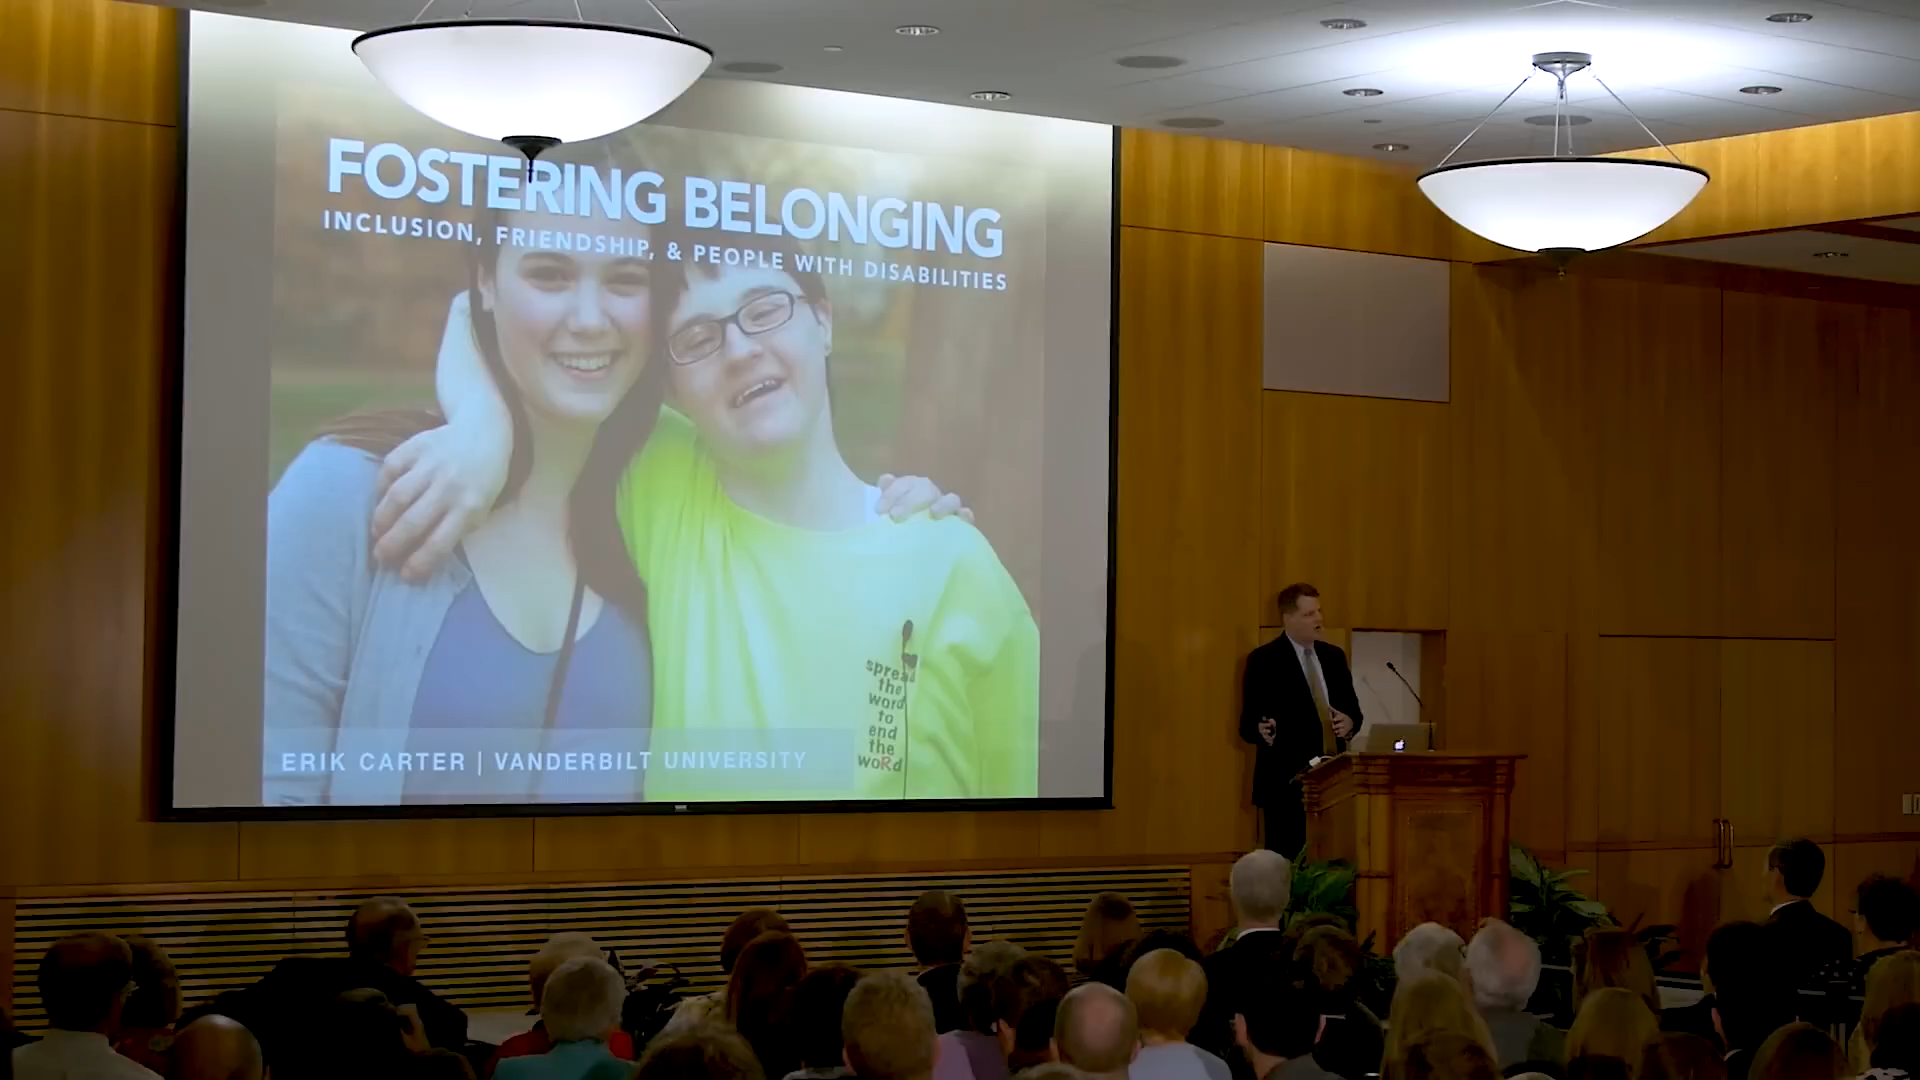 FOSTERING BELONGING
INCLUSION, FRIENDSHIP, & PEOPLE WITH DISABILITIES
spread
the
word
to
end
the
woRd
ERIK CARTER | VANDERBILT UNIVERSITY